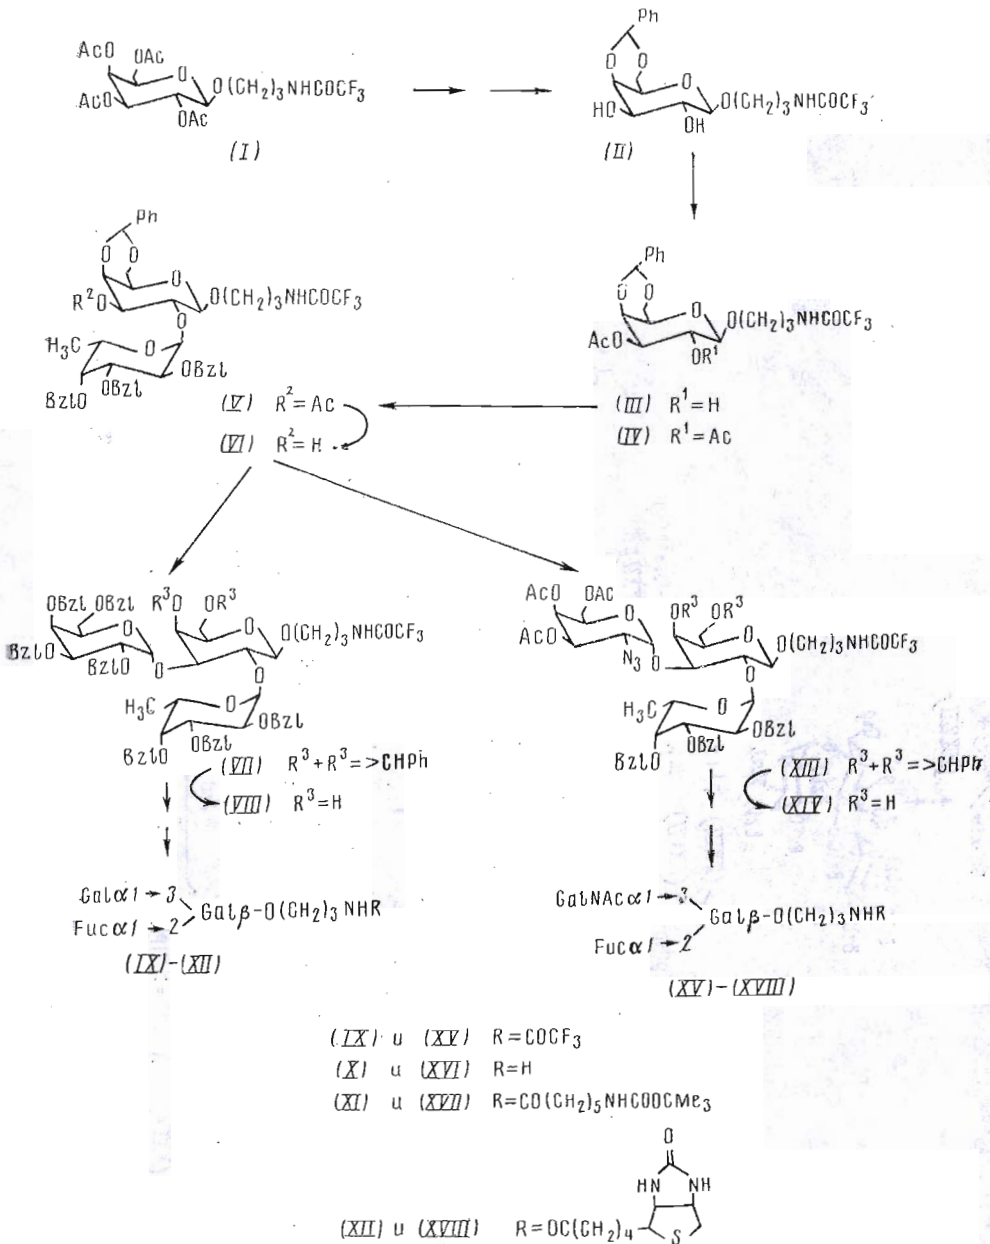 Ph
AcO OAc
AcO O O(CH2)3NHCOCF3
OAc
(I)
O O
HO O O(CH2)3NHCOCF3
OH
(II)
Ph
O O
R²O O O(CH2)3NHCOCF3
O
H3C O
OBzl
BzlO OBzl
(V) R²=Ac
(VI) R²=H
Ph
O O
AcO O O(CH2)3NHCOCF3
OR¹
(III) R¹=H
(IV) R¹=Ac
OBzl OBzl R³O OR³
BzlO O O O(CH2)3NHCOCF3
BzlO O O
H3C O
OBzl
BzlO OBzl
(VII) R³+R³=>CHPh
(VIII) R³=H
AcO OAC OR³ OR³
AcO O O O(CH2)3NHCOCF3
N3 O O
H3C O
OBzl
BzlO OBzl
(XIII) R³+R³=>CHPh
(XIV) R³=H
Galα1→3
Galβ-O(CH2)3NHR
Fucα1→2
(IX)-(XII)
GalNAcα1→3
Galβ-O(CH2)3NHR
Fucα1→2
(XV)-(XVIII)
(IX) и (XV) R=COCF3
(X) и (XVI) R=H
(XI) и (XVII) R=CO(CH2)5NHCOOCMe3
O
HN NH
(XII) и (XVIII) R=OC(CH2)4 S